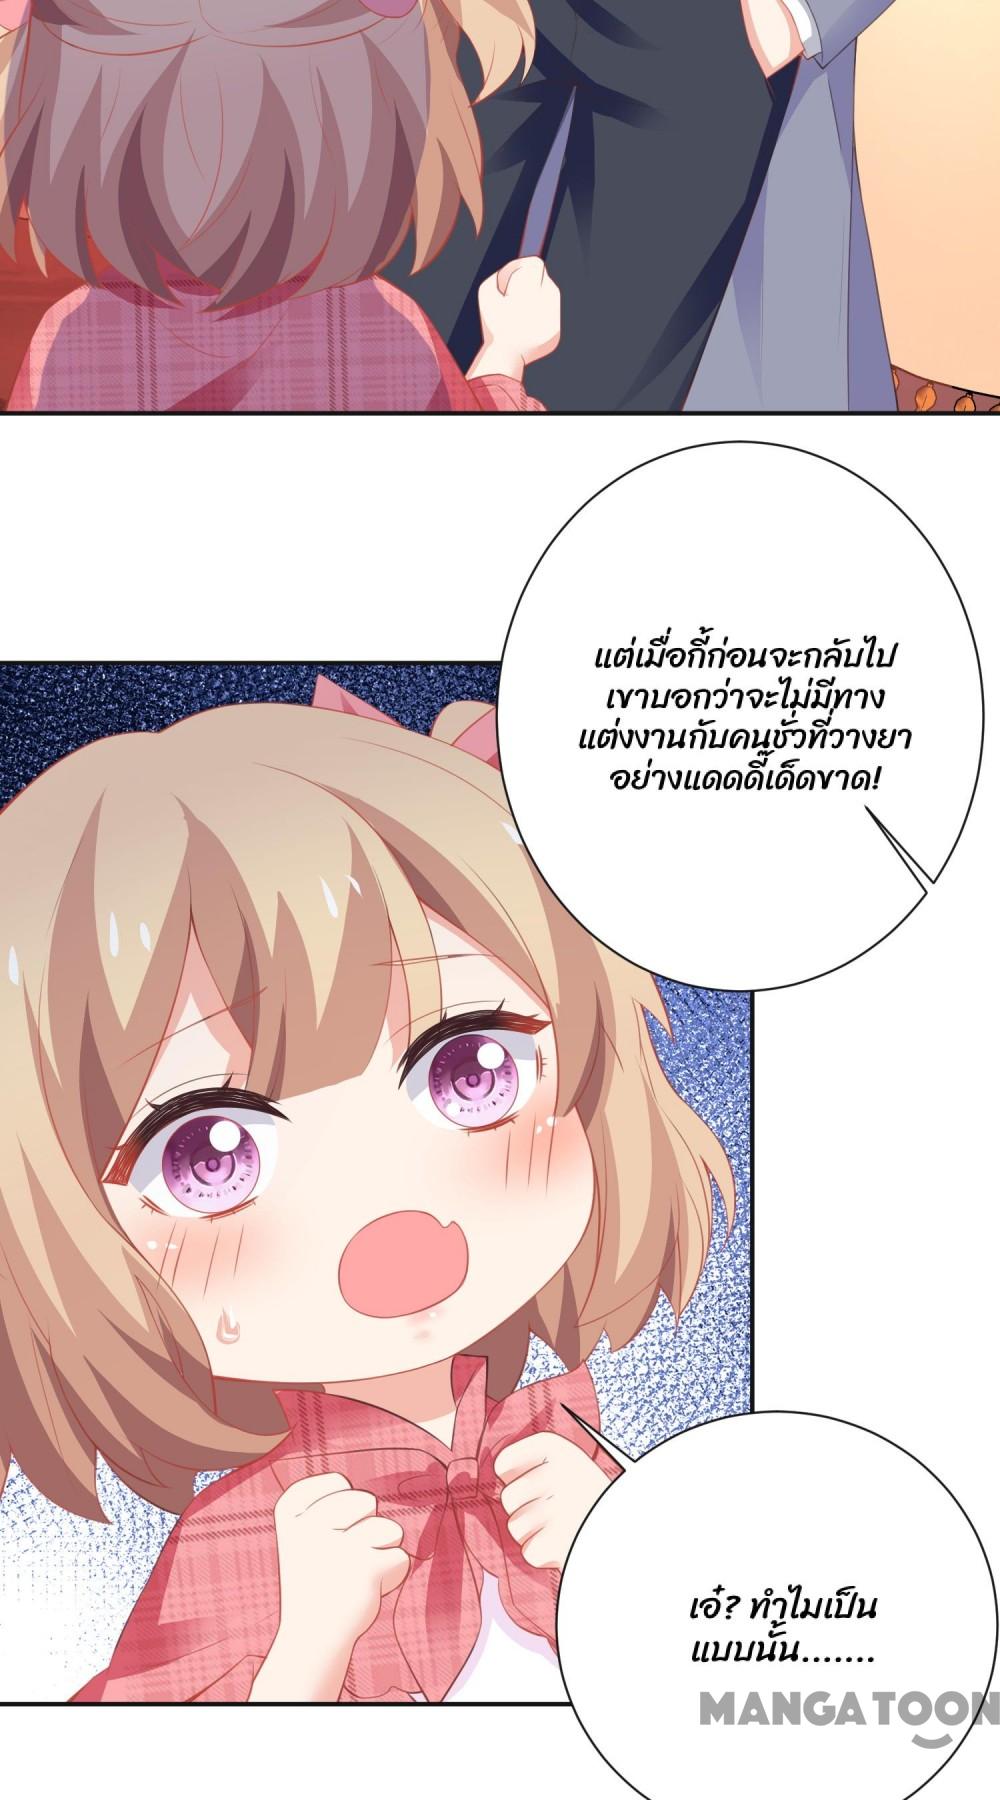 แต่เมื่อกี้ก่อนจะกลับไป
เขาบอกว่าจะไม่มีทาง
แต่งงานกับคนชั่วที่วางยา
อย่างแดดดี๊เด็ดขาด!
เอ๋? ทำไมเป็น
แบบนั้น.......
MANGATOON